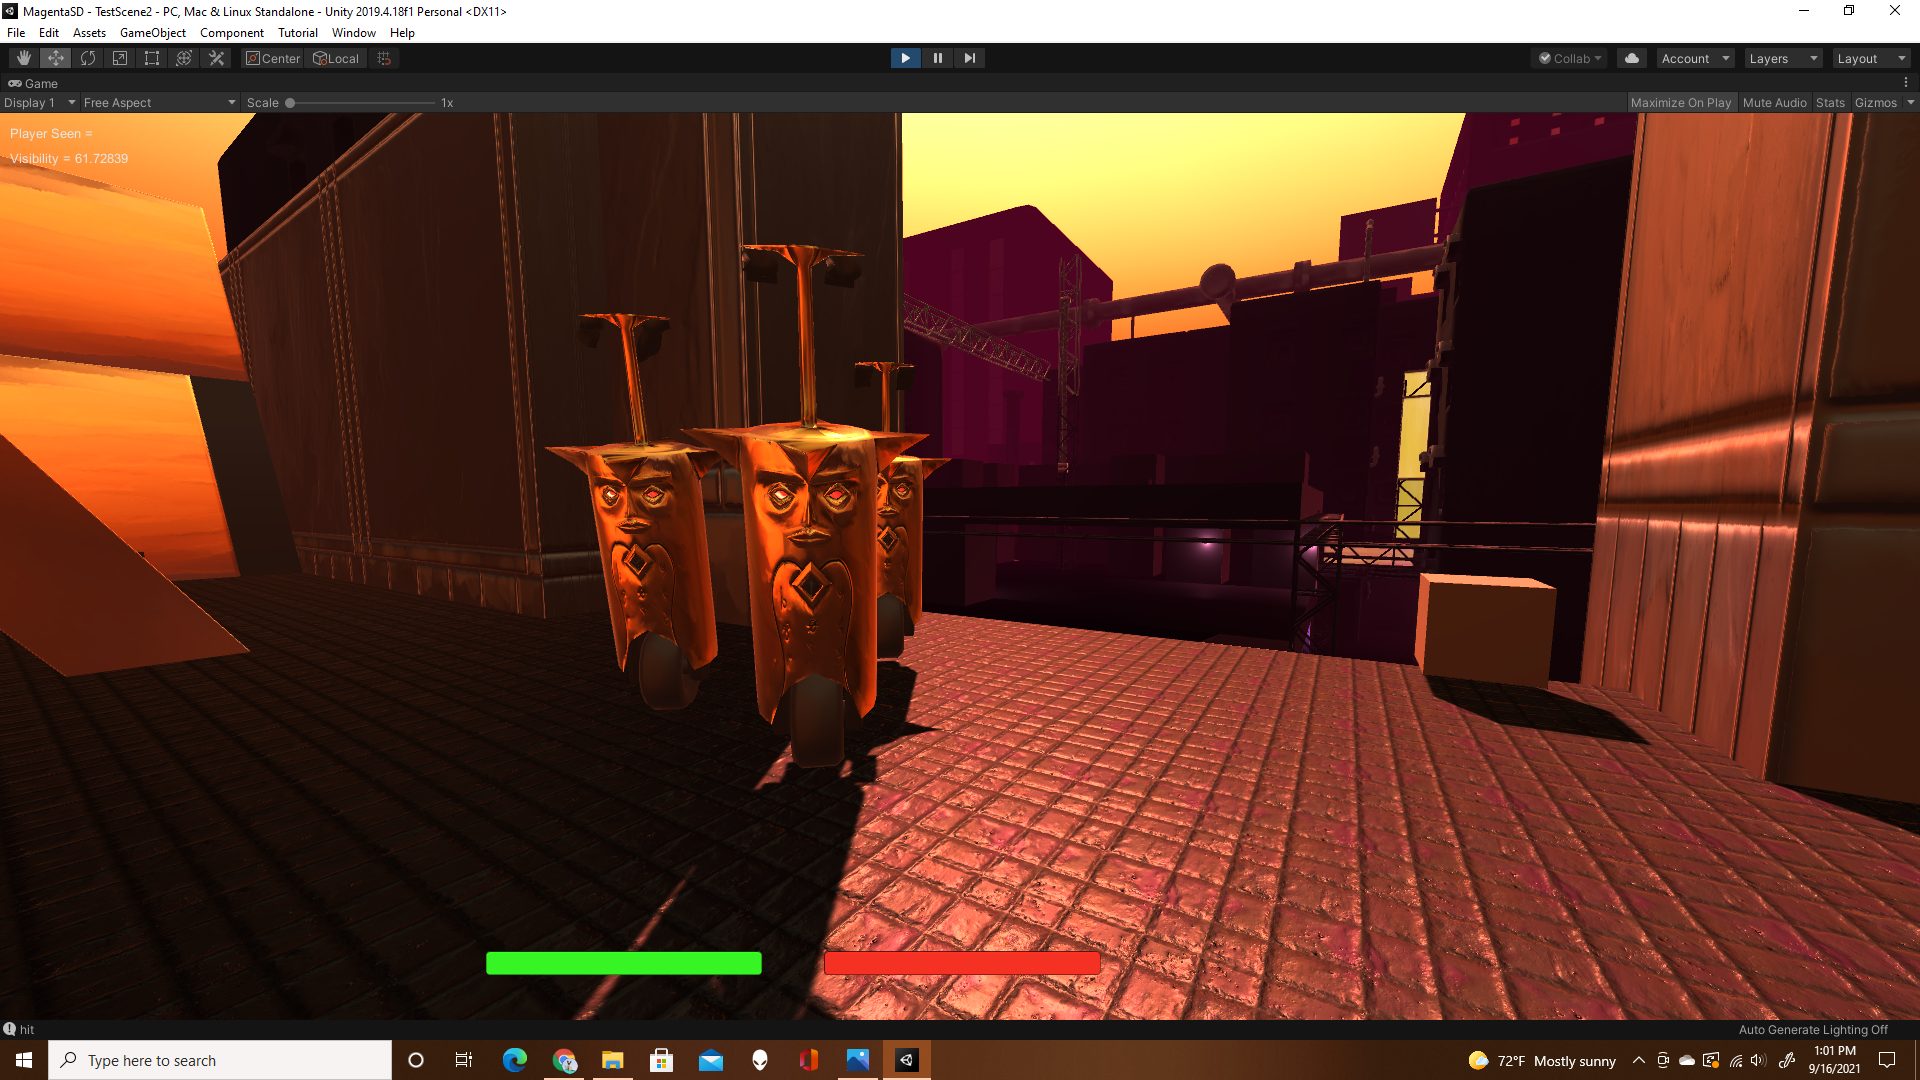 MagentaSD - TestScene2 - PC, Mac & Linux Standalone - Unity 2019.4.18f1 Personal <DX11>
File Edit Assets GameObject Component Tutorial Window Help
Center Local Collab Account Layers Layout
Game
Display 1 Free Aspect Scale 1x Maximize On Play Mute Audio Stats Gizmos
Player Seen =
Visibility = 61.72839
hit Auto Generate Lighting Off
Type here to search 72°F Mostly sunny 1:01 PM
9/16/2021